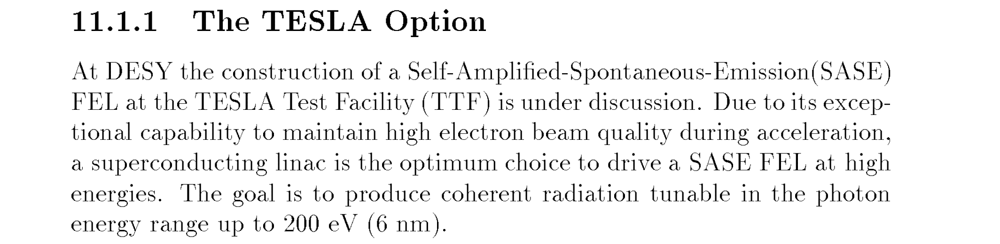 11.1.1 The TESLA Option
At DESY the construction of a Self-Amplified-Spontaneous-Emission(SASE)
FEL at the TESLA Test Facility (TTF) is under discussion. Due to its excep-
tional capability to maintain high electron beam quality during acceleration,
a superconducting linac is the optimum choice to drive a SASE FEL at high
energies. The goal is to produce coherent radiation tunable in the photon
energy range up to 200 eV (6 nm).